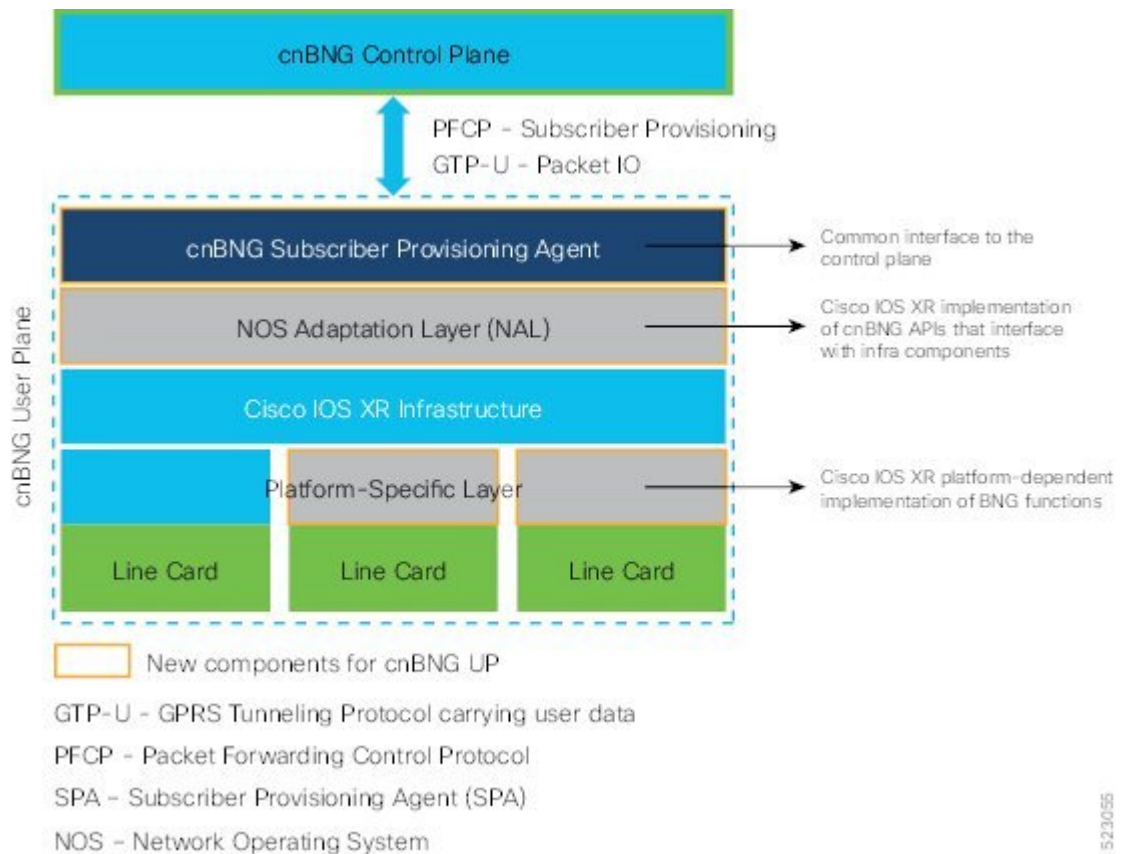 cnBNG Control Plane
PFCP – Subscriber Provisioning
GTP-U – Packet IO
cnBNG User Plane
cnBNG Subscriber Provisioning Agent
Common interface to the
control plane
NOS Adaptation Layer (NAL)
Cisco IOS XR implementation
of cnBNG APIs that interface
with infra components
Cisco IOS XR Infrastructure
Platform-Specific Layer
Cisco IOS XR platform-dependent
implementation of BNG functions
Line Card
Line Card
Line Card
New components for cnBNG UP
GTP-U - GPRS Tunneling Protocol carrying user data
PFCP - Packet Forwarding Control Protocol
SPA – Subscriber Provisioning Agent (SPA)
NOS – Network Operating System
523055